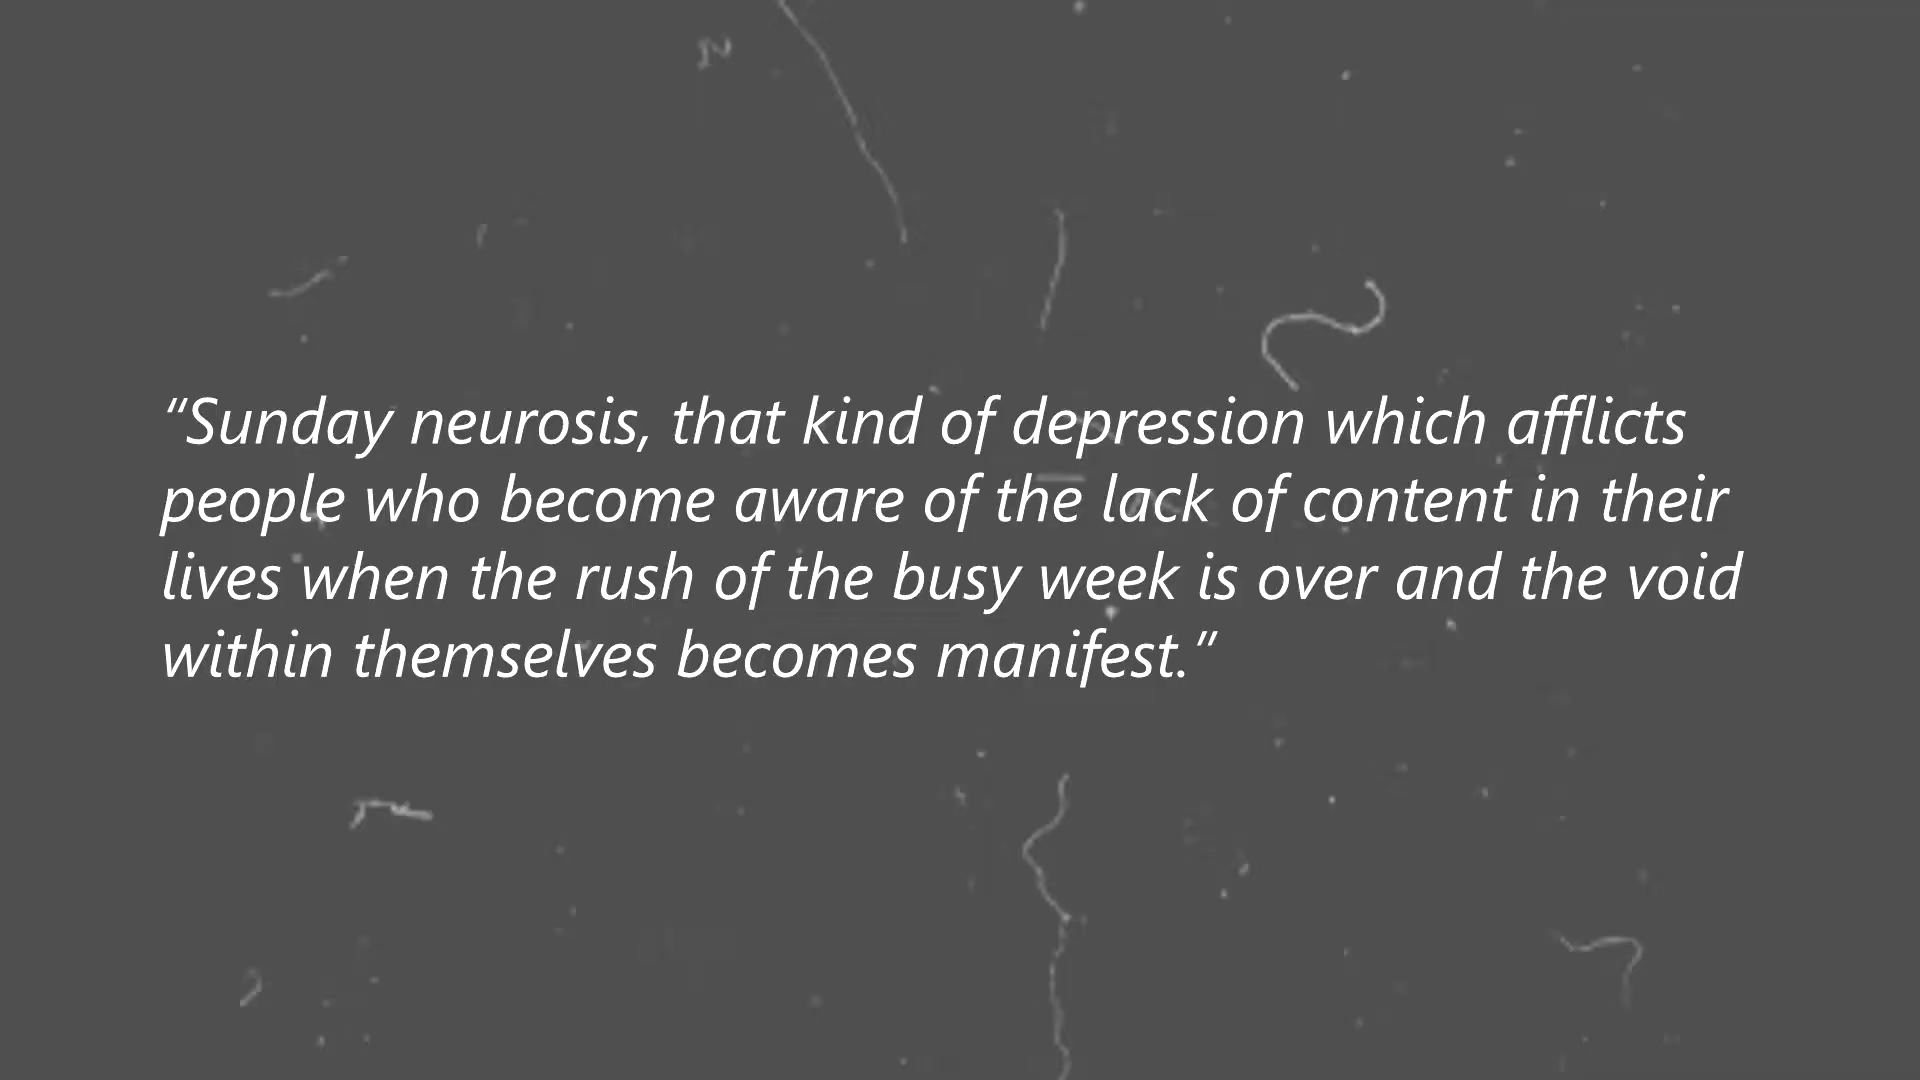 “Sunday neurosis, that kind of depression which afflicts
people who become aware of the lack of content in their
lives when the rush of the busy week is over and the void
within themselves becomes manifest.”